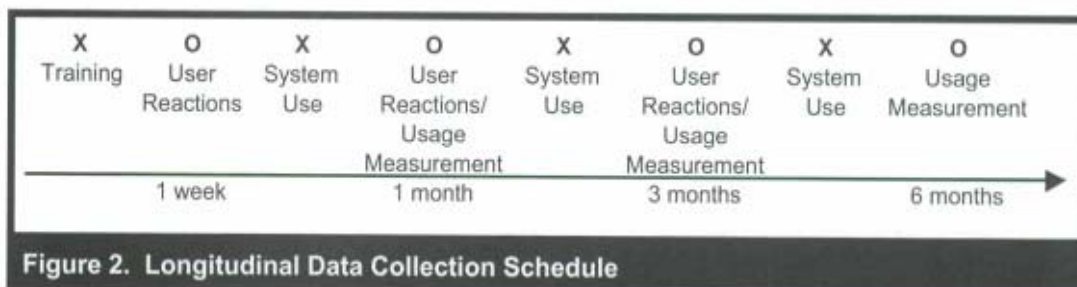 X O X O X O X O
Training User System User System User System Usage
Reactions Use Reactions/ Use Reactions/ Use Measurement
Usage Usage
Measurement Measurement
1 week 1 month 3 months 6 months
Figure 2. Longitudinal Data Collection Schedule